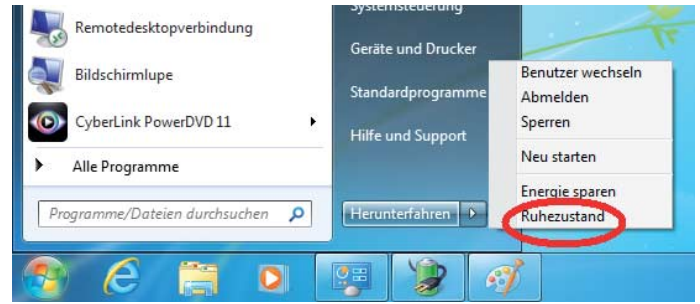 Remotedesktopverbindung
Bildschirmlupe
CyberLink PowerDVD 11
Alle Programme
Programme/Dateien durchsuchen
Systemsteuerung
Geräte und Drucker
Standardprogramme
Hilfe und Support
Herunterfahren
Benutzer wechseln
Abmelden
Sperren
Neu starten
Energie sparen
Ruhezustand